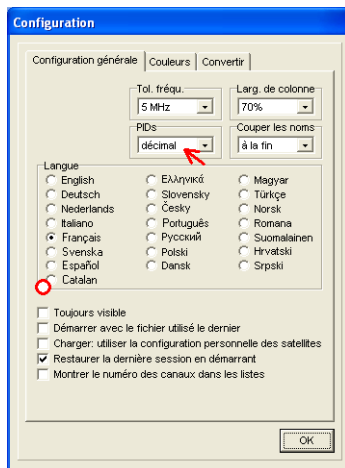 Configuration
Configuration générale Couleurs Convertir
Tol. fréqu. Larg. de colonne
5 MHz 70%
PIDs Couper les noms
décimal à la fin
Langue
English Ελληνικά Magyar
Deutsch Slovensky Türkçe
Nederlands Česky Norsk
Italiano Português Romana
Français Русский Suomalainen
Svenska Polski Hrvatski
Español Dansk Srpski
Catalan
Toujours visible
Démarrer avec le fichier utilisé le dernier
Charger: utiliser la configuration personnelle des satellites
Restaurer la dernière session en démarrant
Montrer le numéro des canaux dans les listes
OK